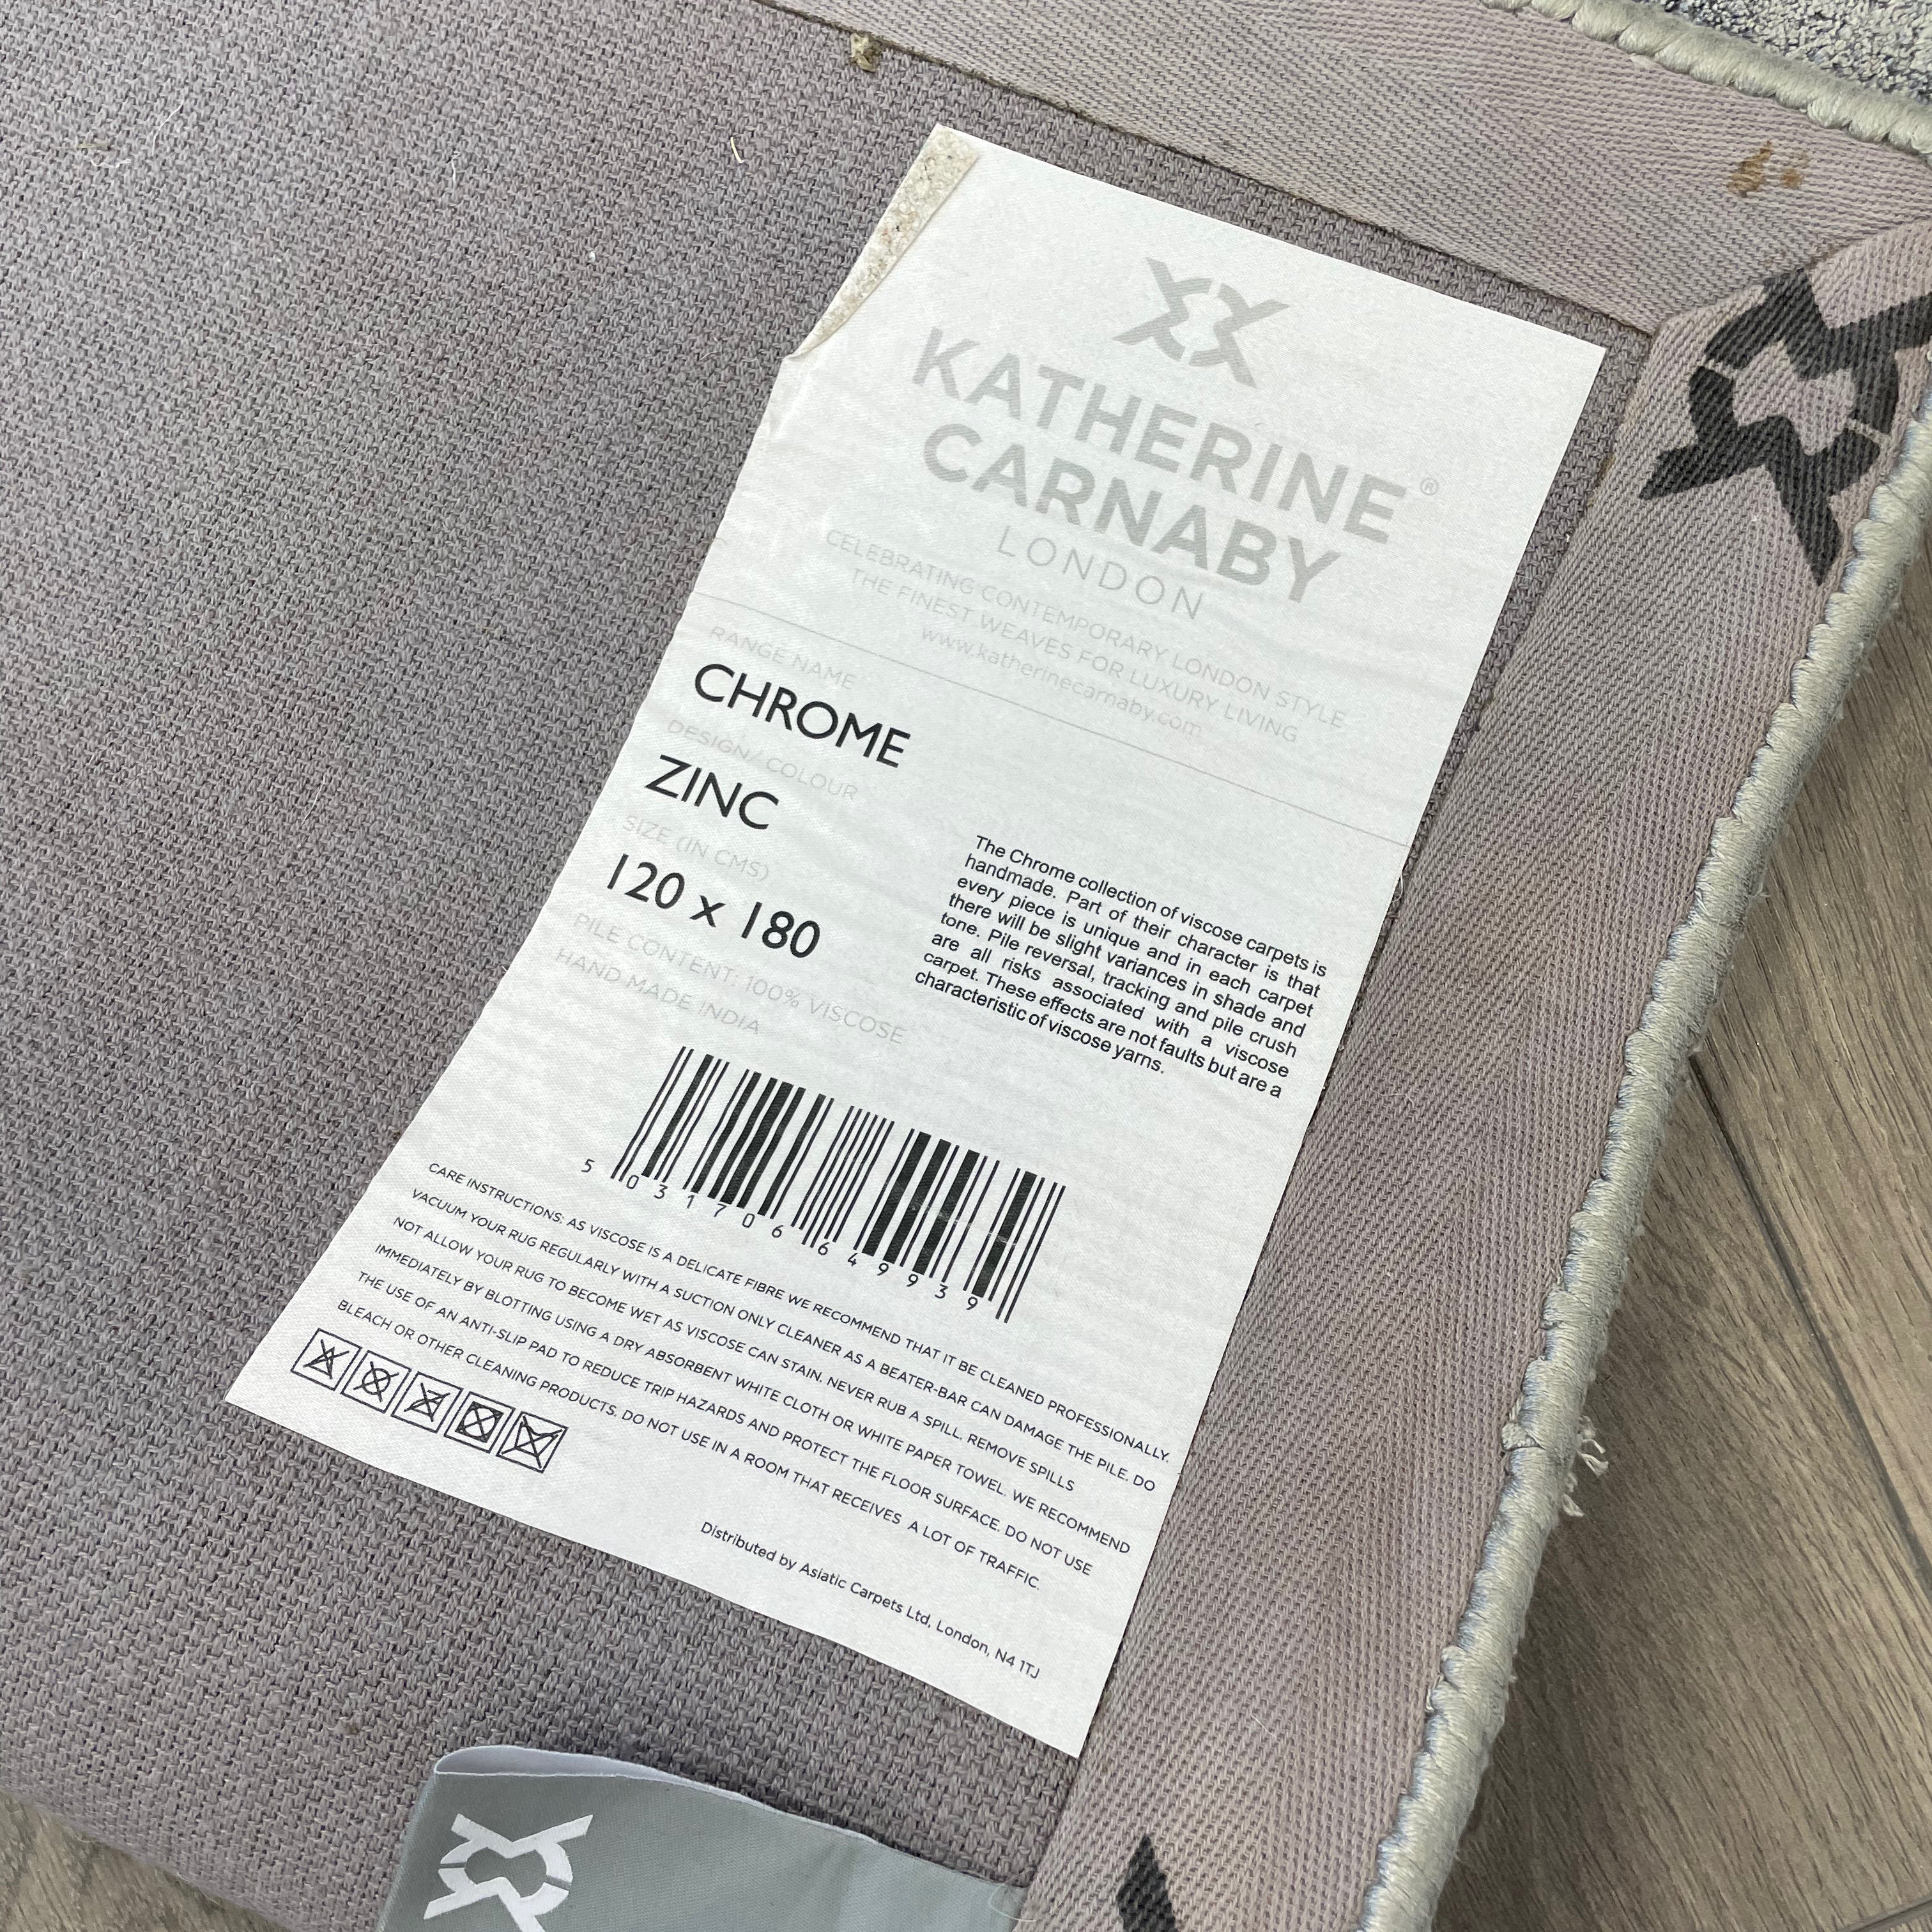 KATHERINE
CARNABY®
LONDON
CELEBRATING CONTEMPORARY LONDON STYLE
THE FINEST WEAVES FOR LUXURY LIVING
www.katherinecarnaby.com
RANGE NAME
CHROME
DESIGN/ COLOUR
ZINC
SIZE (IN CMS)
120 x 180
PILE CONTENT: 100% VISCOSE
HAND MADE INDIA
The Chrome collection of viscose carpets is
handmade. Part of their character is that
every piece is unique and in each carpet
there will be slight variances in shade and
tone. Pile reversal, tracking and pile crush
are all risks associated with a viscose
carpet. These effects are not faults but are a
characteristic of viscose yarns.
5 031706 649939
CARE INSTRUCTIONS: AS VISCOSE IS A DELICATE FIBRE WE RECOMMEND THAT IT BE CLEANED PROFESSIONALLY.
VACUUM YOUR RUG REGULARLY WITH A SUCTION ONLY CLEANER AS A BEATER-BAR CAN DAMAGE THE PILE. DO
NOT ALLOW YOUR RUG TO BECOME WET AS VISCOSE CAN STAIN. NEVER RUB A SPILL. REMOVE SPILLS
IMMEDIATELY BY BLOTTING USING A DRY ABSORBENT WHITE CLOTH OR WHITE PAPER TOWEL. WE RECOMMEND
THE USE OF AN ANTI-SLIP PAD TO REDUCE TRIP HAZARDS AND PROTECT THE FLOOR SURFACE. DO NOT USE
BLEACH OR OTHER CLEANING PRODUCTS. DO NOT USE IN A ROOM THAT RECEIVES A LOT OF TRAFFIC.
Distributed by Asiatic Carpets Ltd, London, N4 1TJ